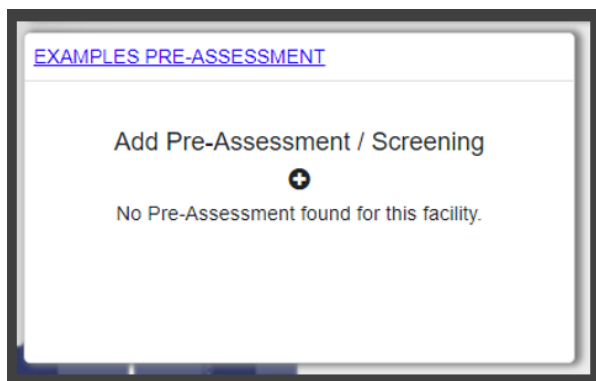 EXAMPLES PRE-ASSESSMENT
Add Pre-Assessment / Screening
No Pre-Assessment found for this facility.